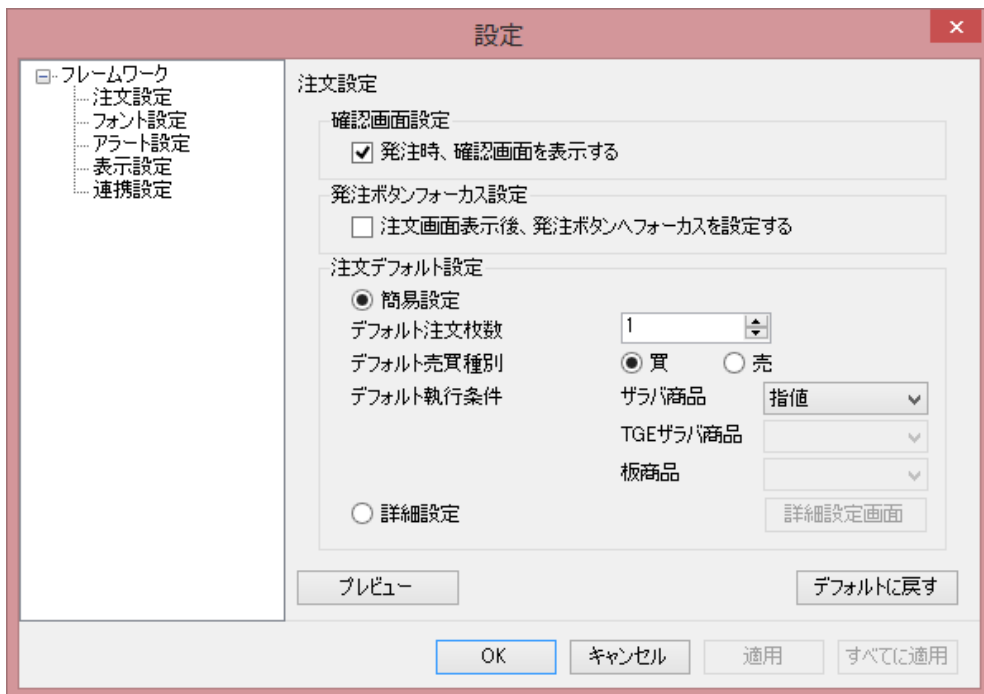 設定
フレームワーク
注文設定
フォント設定
アラート設定
表示設定
連携設定
注文設定
確認画面設定
発注時、確認画面を表示する
発注ボタンフォーカス設定
注文画面表示後、発注ボタンへフォーカスを設定する
注文デフォルト設定
簡易設定
デフォルト注文枚数 1
デフォルト売買種別 買 売
デフォルト執行条件 ザラバ商品 指値
TGEザラバ商品
板商品
詳細設定 詳細設定画面
プレビュー デフォルトに戻す
OK キャンセル 適用 すべてに適用